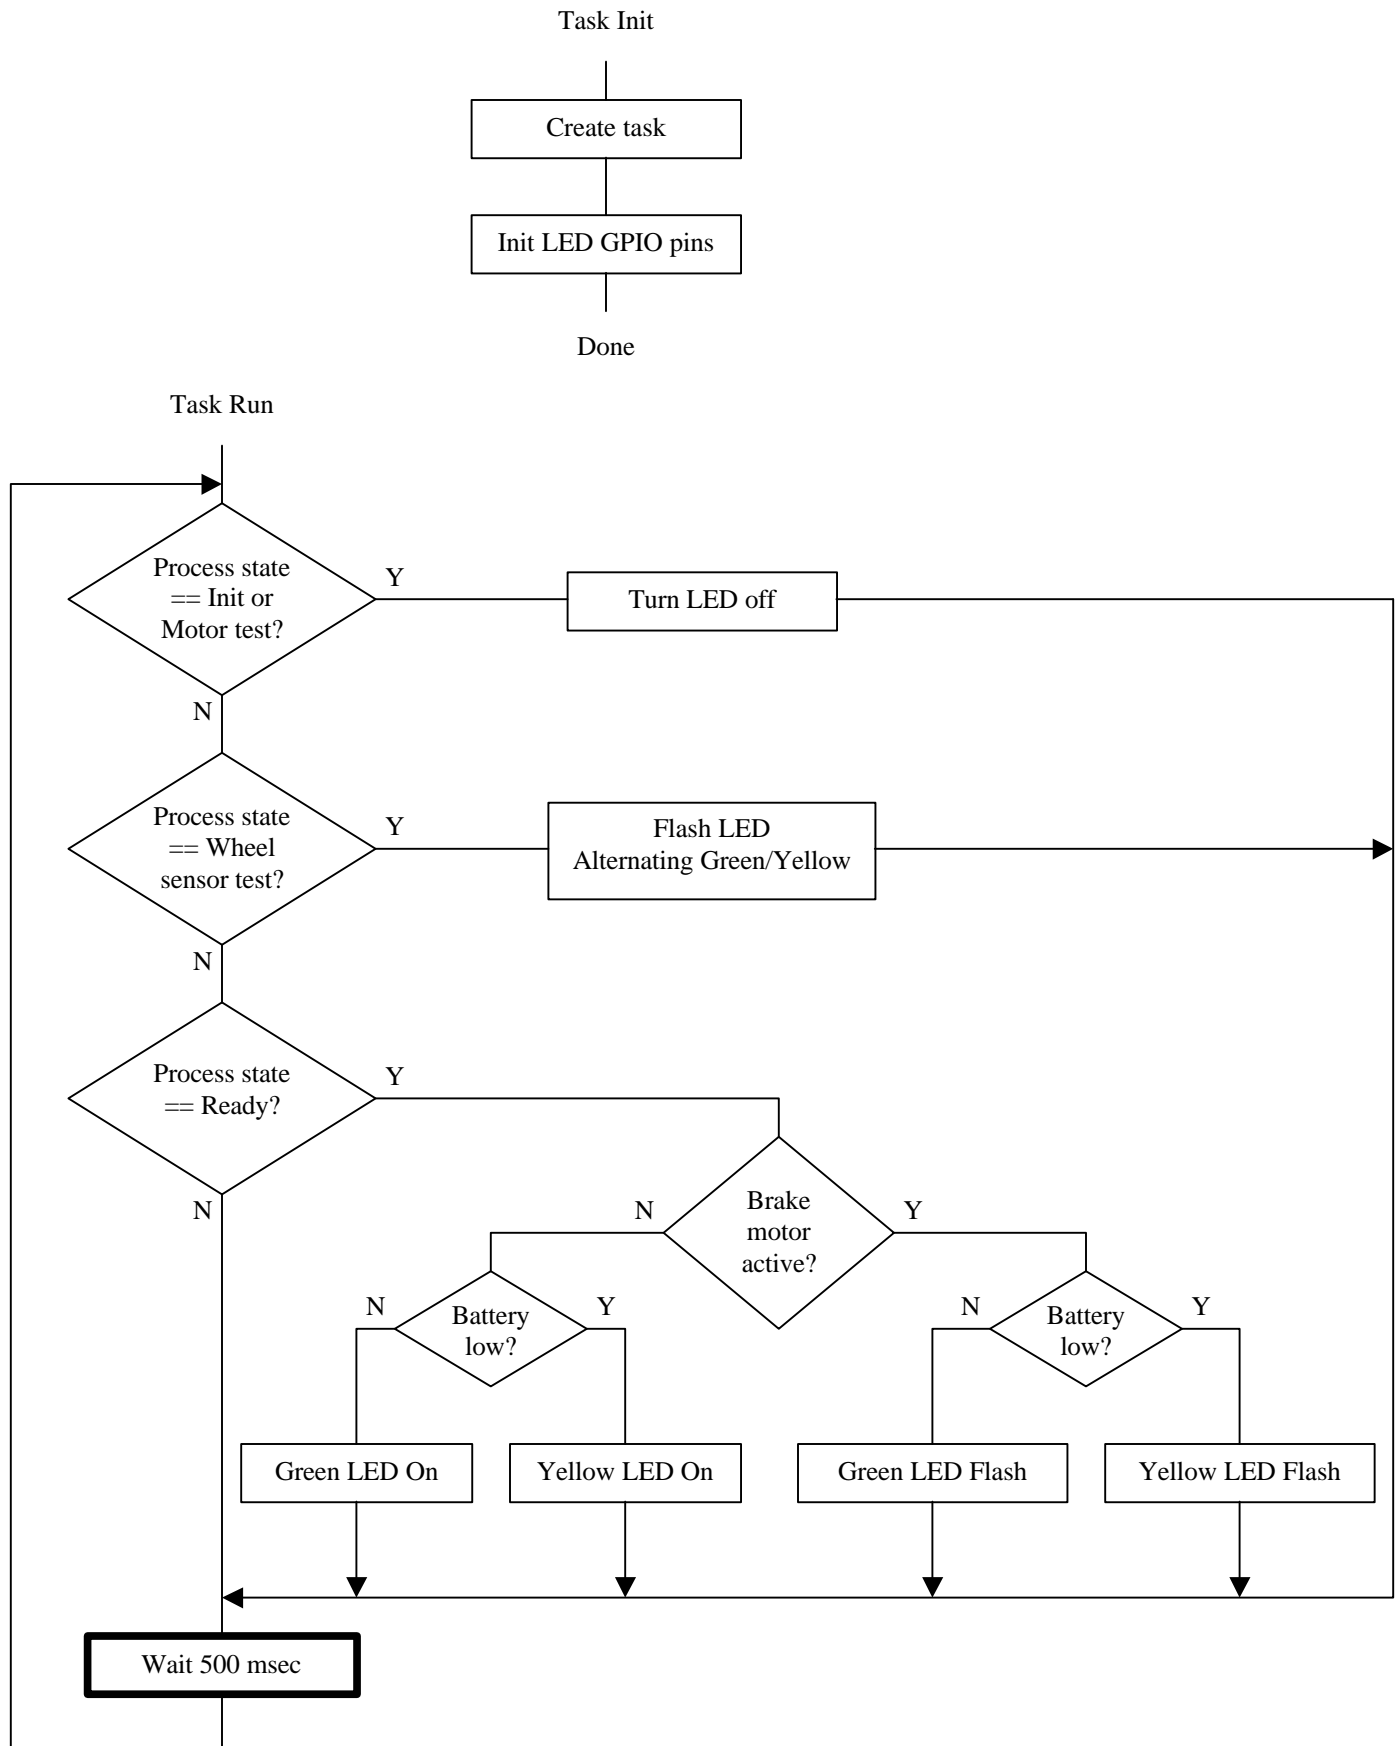 Task Init
Create task
Init LED GPIO pins
Done
Task Run
Process state
== Init or
Motor test?
Y
Turn LED off
N
Process state
== Wheel
sensor test?
Y
Flash LED
Alternating Green/Yellow
N
Process state
== Ready?
Y
N
Brake
motor
active?
N
Y
Battery
low?
N
Y
Battery
low?
N
Y
Green LED On
Yellow LED On
Green LED Flash
Yellow LED Flash
Wait 500 msec